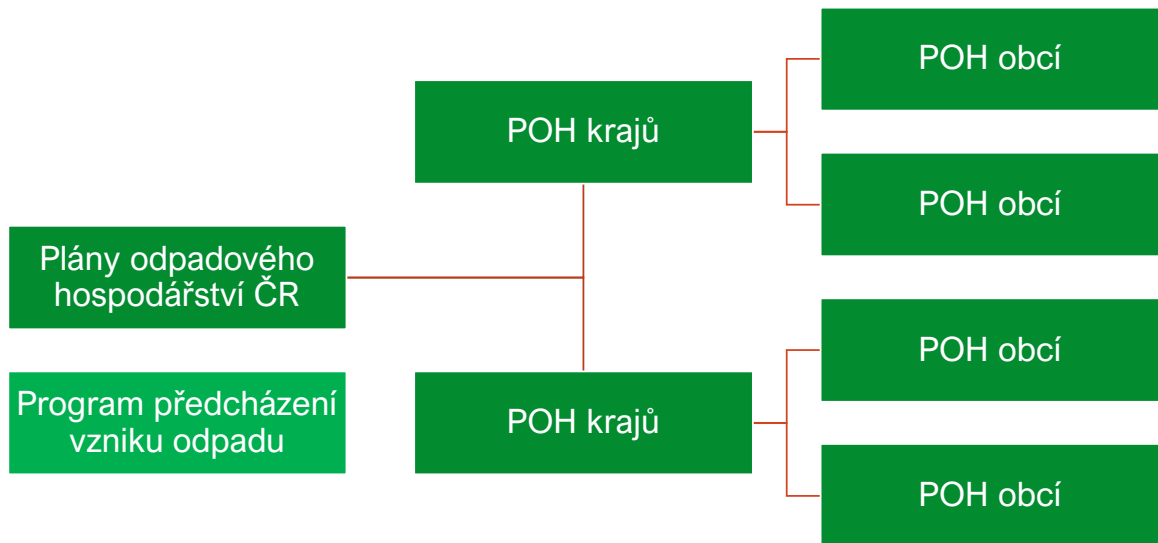 Plány odpadového
hospodářství ČR
Program předcházení
vzniku odpadu
POH krajů
POH krajů
POH obcí
POH obcí
POH obcí
POH obcí